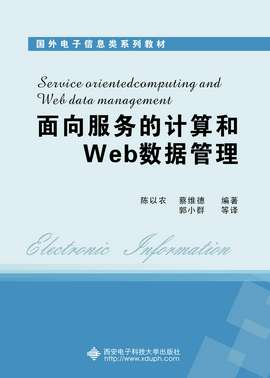 国外电子信息类系列教材
Service orientedcomputing and
Web data management
面向服务的计算和
Web数据管理
陈以农 蔡维德 编著
郭小群 等译
Electronic Information
西安电子科技大学出版社
http://www.xduph.com